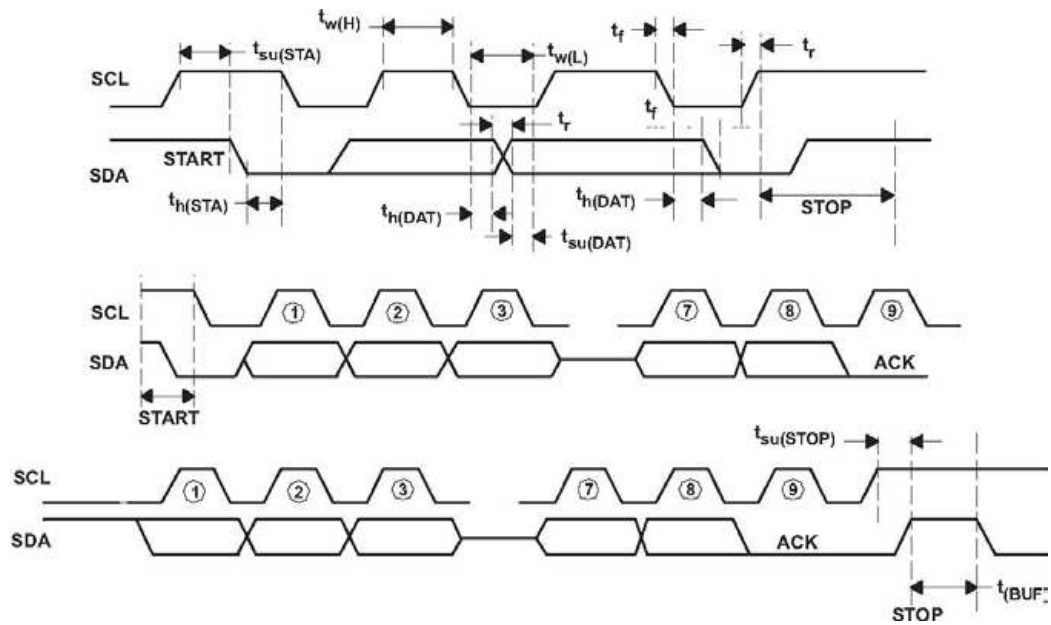 tw(H)
tf
tr
tsu(STA)
tw(L)
SCL
tr
tf
START
SDA
th(STA)
th(DAT)
th(DAT)
STOP
tsu(DAT)
SCL
1
2
3
7
8
9
SDA
ACK
START
tsu(STOP)
SCL
1
2
3
7
8
9
SDA
ACK
t(BUF)
STOP